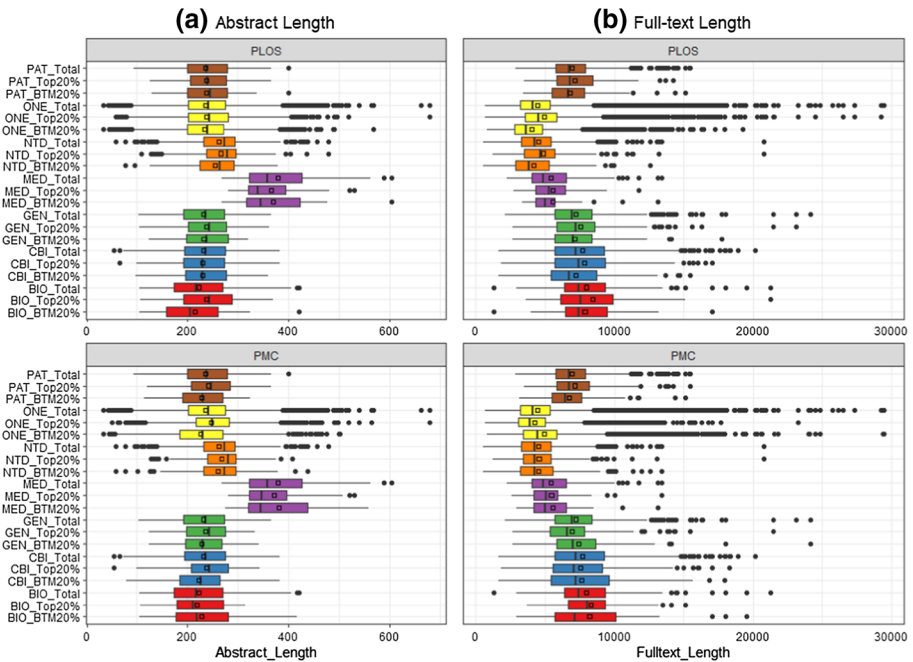 (a) Abstract Length
(b) Full-text Length
PLOS
PLOS
PAT_Total
PAT_Top20%
PAT_BTM20%
ONE_Total
ONE_Top20%
ONE_BTM20%
NTD_Total
NTD_Top20%
NTD_BTM20%
MED_Total
MED_Top20%
MED_BTM20%
GEN_Total
GEN_Top20%
GEN_BTM20%
CBI_Total
CBI_Top20%
CBI_BTM20%
BIO_Total
BIO_Top20%
BIO_BTM20%
0 200 400 600
0 10000 20000 30000
PMC
PMC
PAT_Total
PAT_Top20%
PAT_BTM20%
ONE_Total
ONE_Top20%
ONE_BTM20%
NTD_Total
NTD_Top20%
NTD_BTM20%
MED_Total
MED_Top20%
MED_BTM20%
GEN_Total
GEN_Top20%
GEN_BTM20%
CBI_Total
CBI_Top20%
CBI_BTM20%
BIO_Total
BIO_Top20%
BIO_BTM20%
0 200 400 600
0 10000 20000 30000
Abstract_Length
Fulltext_Length